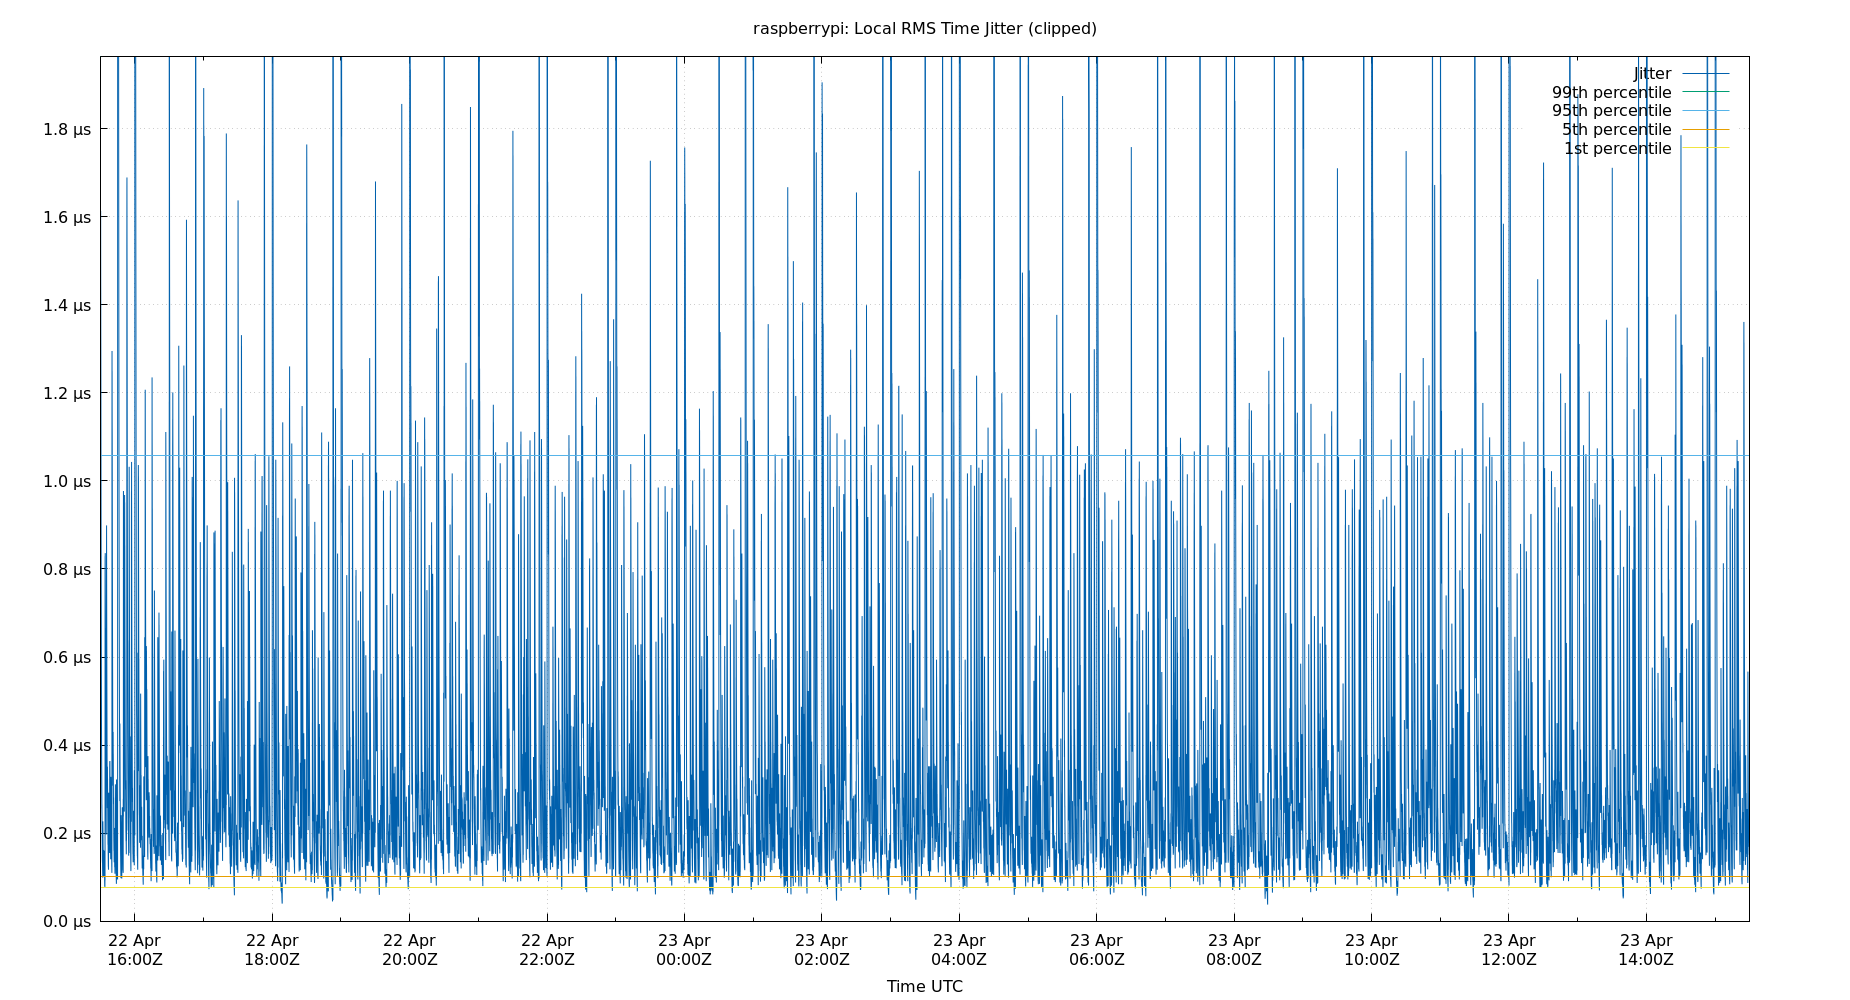 raspberrypi: Local RMS Time Jitter (clipped)
Jitter
99th percentile
95th percentile
5th percentile
1st percentile
1.8 µs
1.6 µs
1.4 µs
1.2 µs
1.0 µs
0.8 µs
0.6 µs
0.4 µs
0.2 µs
0.0 µs
22 Apr 22 Apr 22 Apr 22 Apr 23 Apr 23 Apr 23 Apr 23 Apr 23 Apr 23 Apr 23 Apr 23 Apr
16:00Z 18:00Z 20:00Z 22:00Z 00:00Z 02:00Z 04:00Z 06:00Z 08:00Z 10:00Z 12:00Z 14:00Z
Time UTC